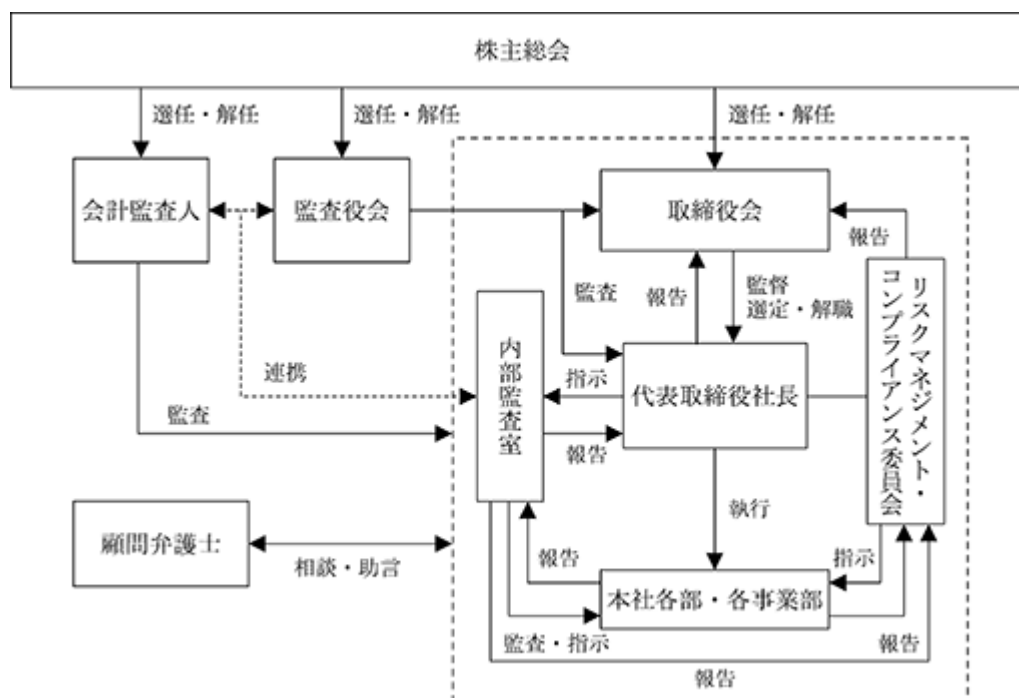 株主総会
選任・解任
選任・解任
選任・解任
会計監査人
監査役会
取締役会
報告
監査
報告
監督
選定・解職
リスクマネジメント・
コンプライアンス委員会
内部監査室
連携
指示
代表取締役社長
監査
報告
執行
顧問弁護士
相談・助言
報告
指示
本社各部・各事業部
監査・指示
報告
報告